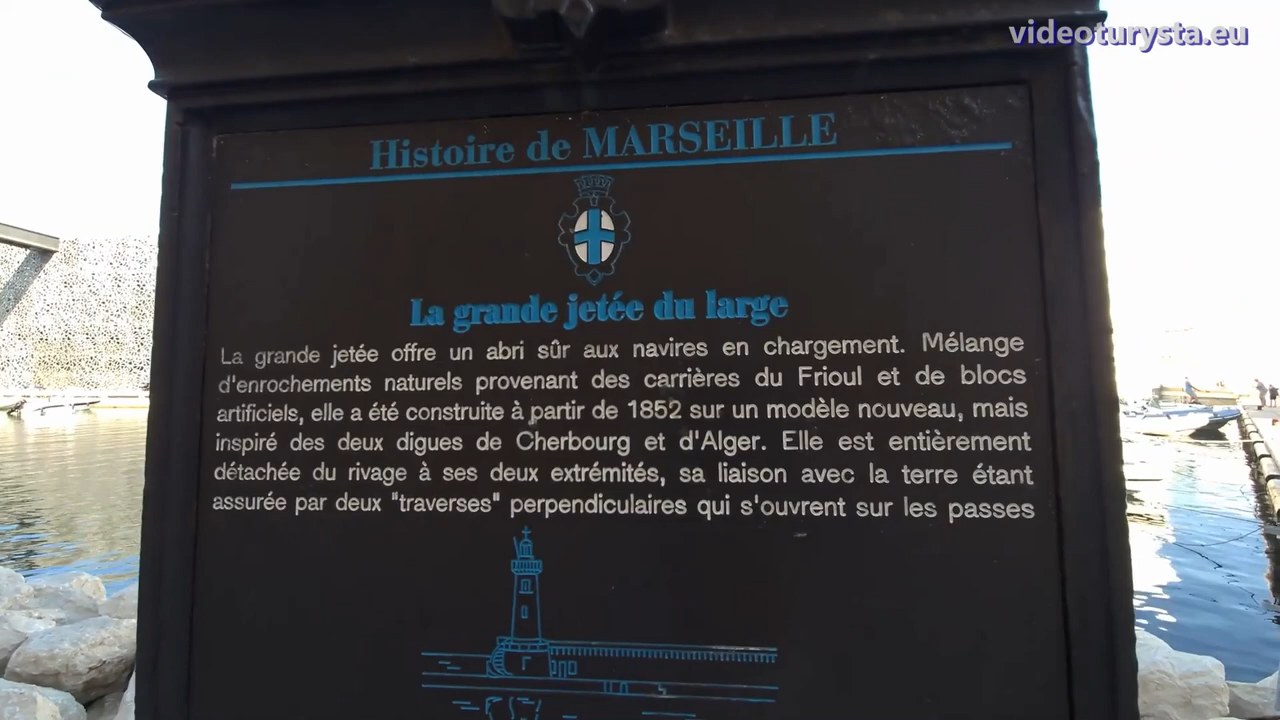 videoturysta.eu
Histoire de MARSEILLE
La grande jetée du large
La grande jetée offre un abri sûr aux navires en chargement. Mélange
d'enrochements naturels provenant des carrières du Frioul et de blocs
artificiels, elle a été construite à partir de 1852 sur un modèle nouveau, mais
inspiré des deux digues de Cherbourg et d'Alger. Elle est entièrement
détachée du rivage à ses deux extrémités, sa liaison avec la terre étant
assurée par deux "traverses" perpendiculaires qui s'ouvrent sur les passes